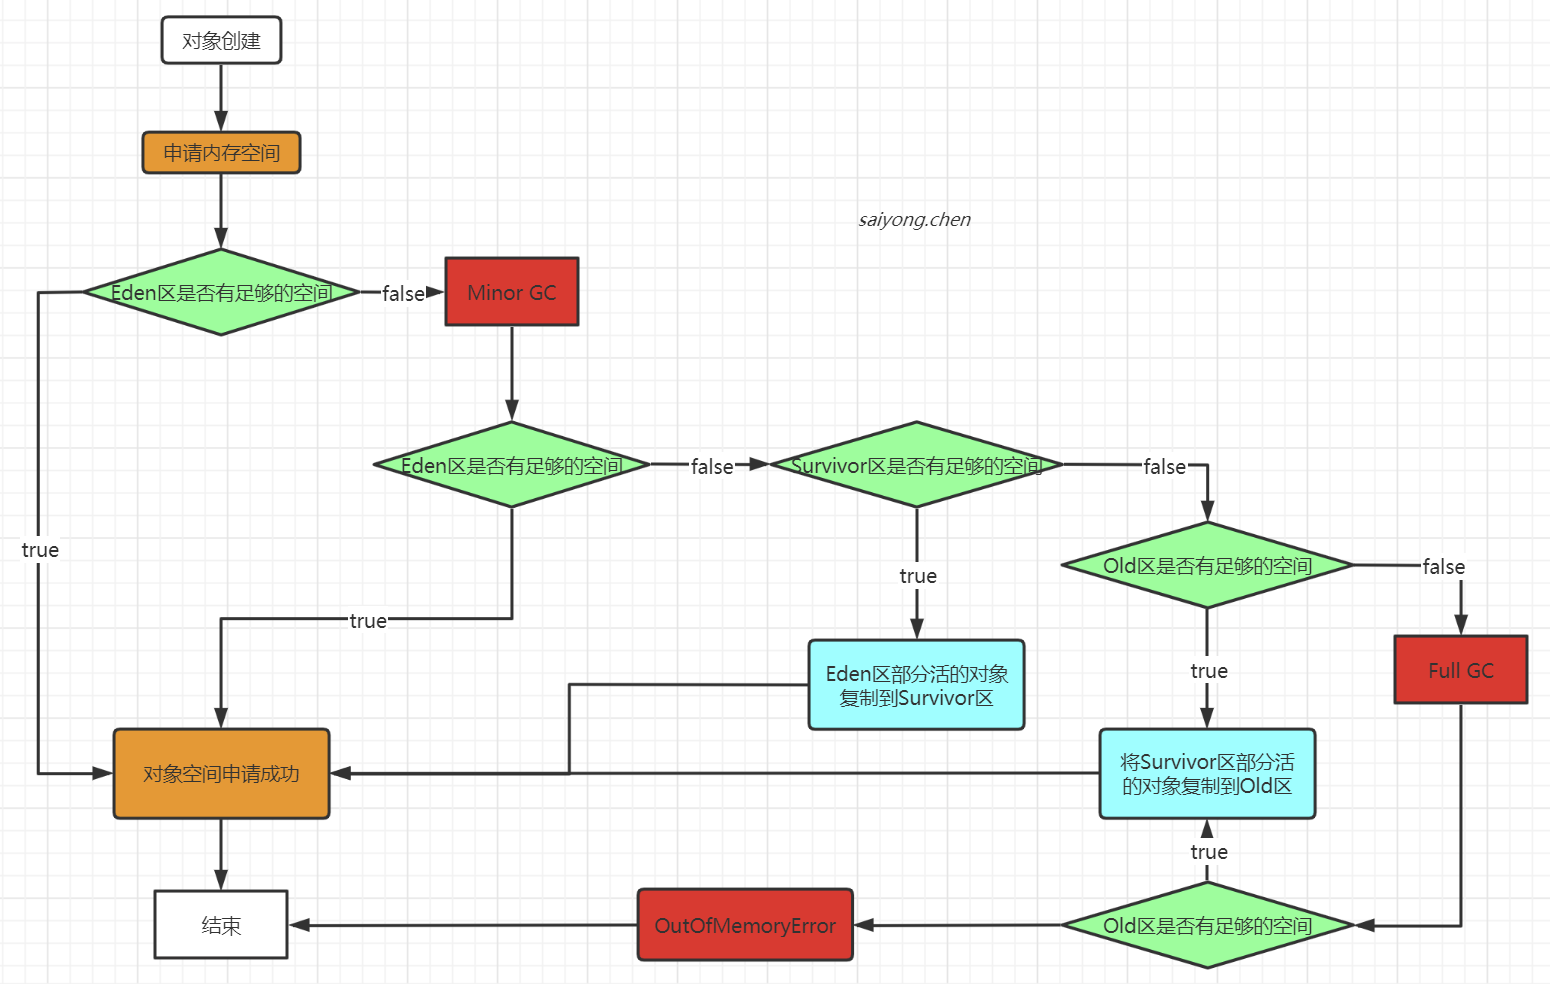 对象创建
申请内存空间
saiyong.chen
Eden区是否有足够的空间
false
Minor GC
Eden区是否有足够的空间
false
Survivor区是否有足够的空间
false
true
Old区是否有足够的空间
false
true
true
Eden区部分活的对象
复制到Survivor区
true
Full GC
对象空间申请成功
将Survivor区部分活
的对象复制到Old区
true
结束
OutOfMemoryError
Old区是否有足够的空间